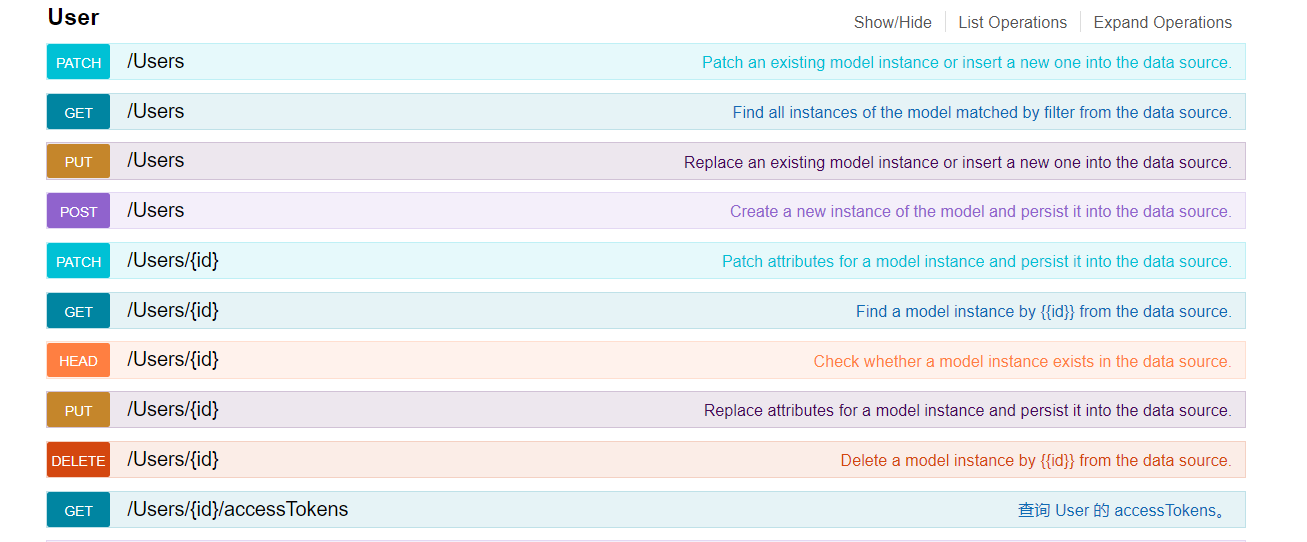 User
Show/Hide List Operations Expand Operations
PATCH /Users Patch an existing model instance or insert a new one into the data source.
GET /Users Find all instances of the model matched by filter from the data source.
PUT /Users Replace an existing model instance or insert a new one into the data source.
POST /Users Create a new instance of the model and persist it into the data source.
PATCH /Users/{id} Patch attributes for a model instance and persist it into the data source.
GET /Users/{id} Find a model instance by {{id}} from the data source.
HEAD /Users/{id} Check whether a model instance exists in the data source.
PUT /Users/{id} Replace attributes for a model instance and persist it into the data source.
DELETE /Users/{id} Delete a model instance by {{id}} from the data source.
GET /Users/{id}/accessTokens 查询 User 的 accessTokens。